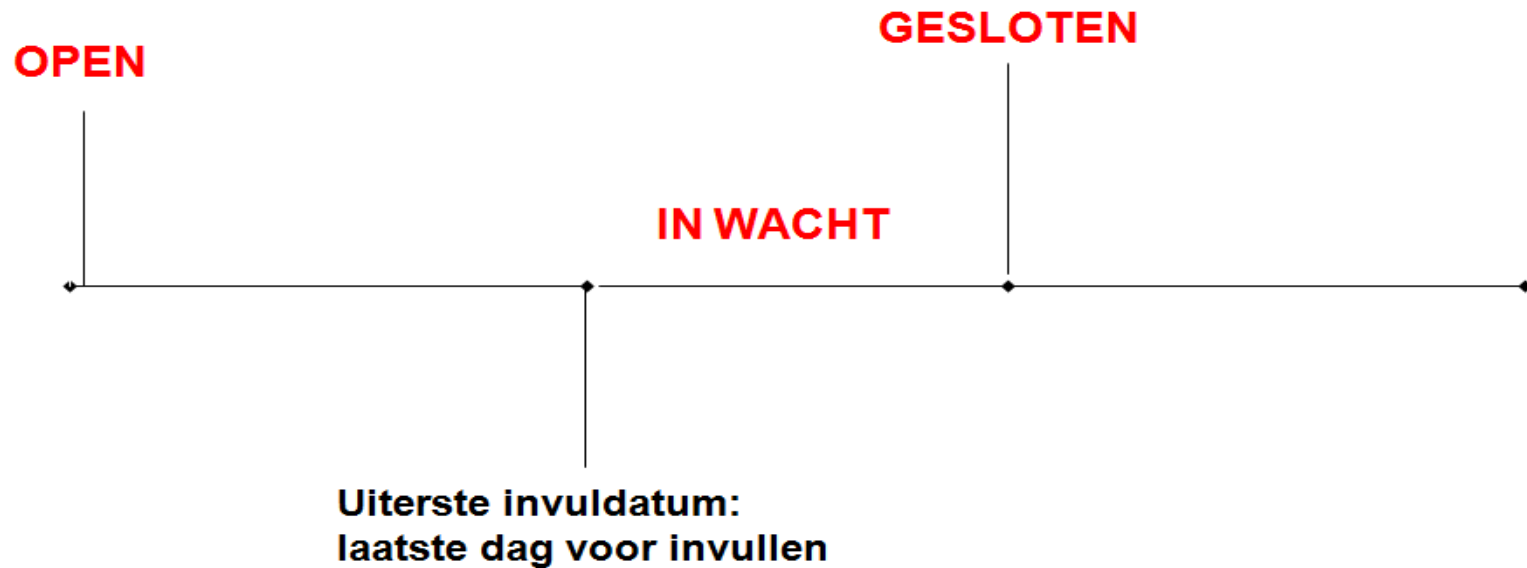 OPEN
GESLOTEN
IN WACHT
Uiterste invuldatum:
laatste dag voor invullen